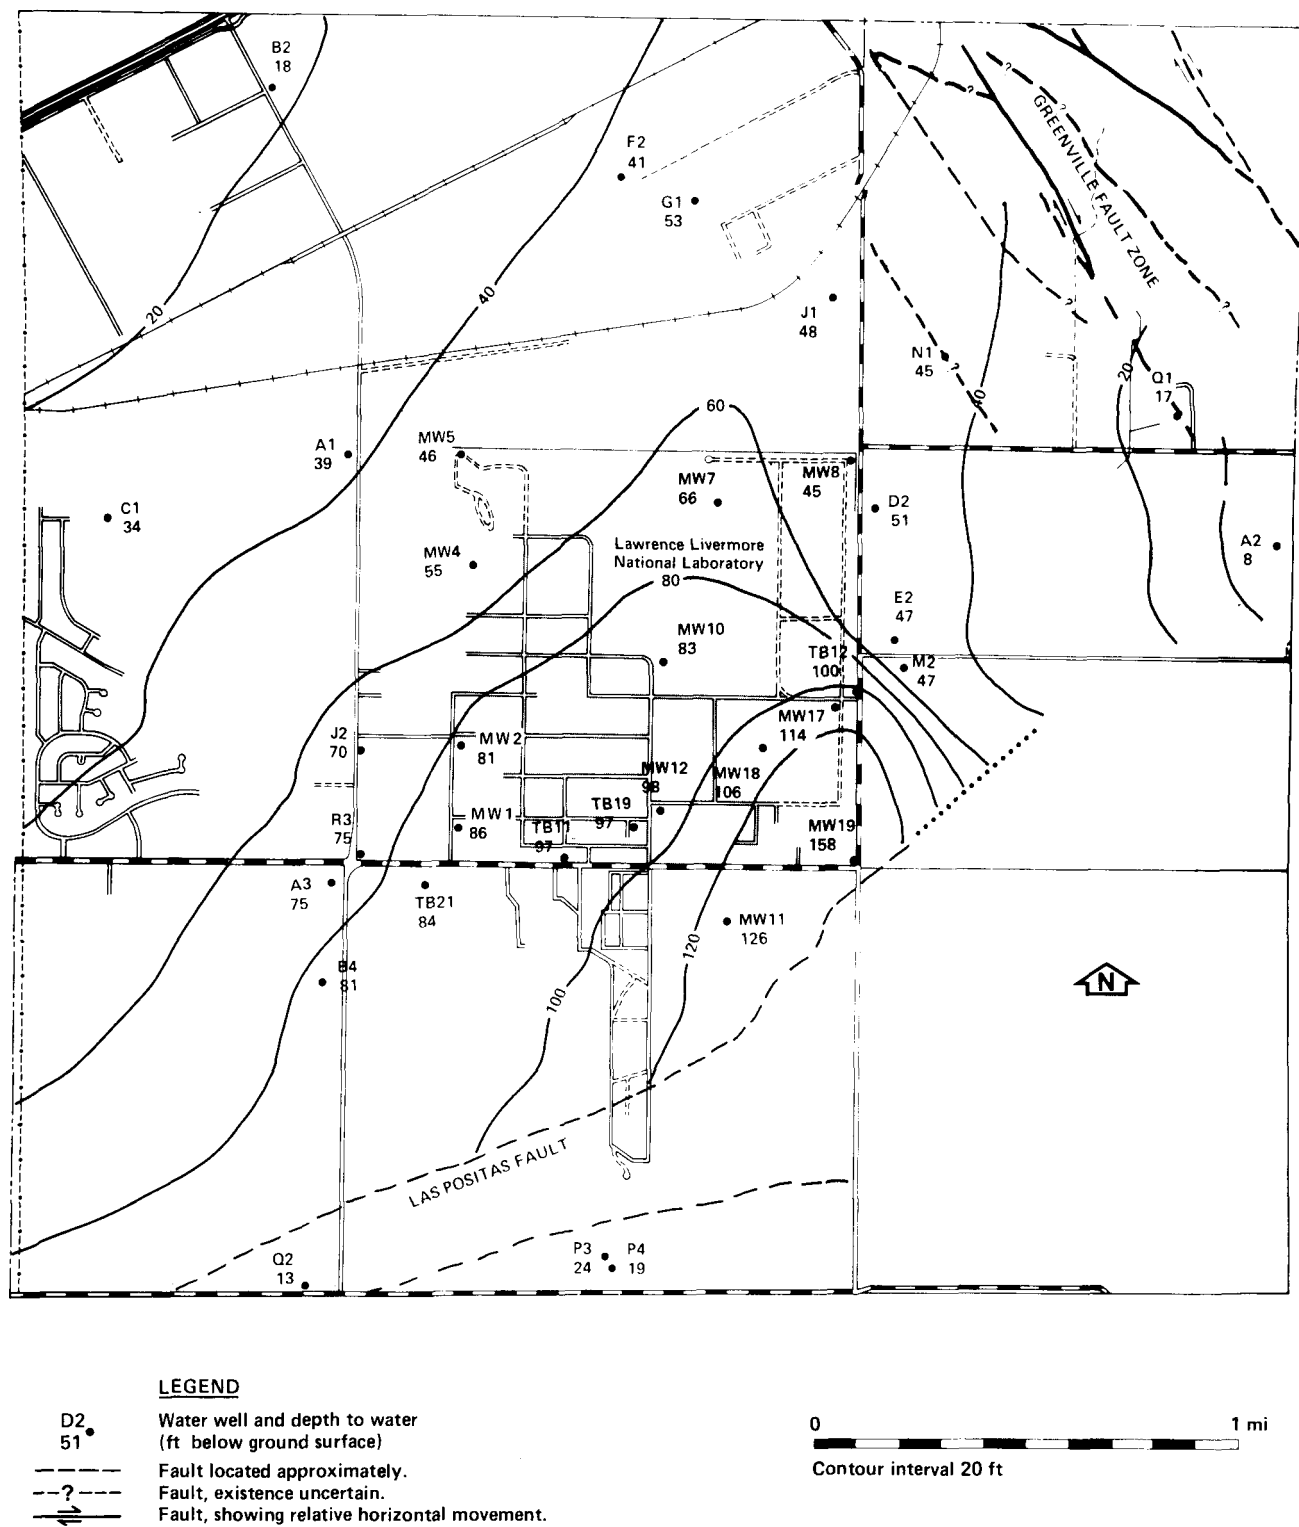 B2
18
F2
41
G1
53
GREENVILLE FAULT ZONE
?
?
?
?
?
20
40
J1
48
N1
45
?
40
20
Q1
17
60
A1
39
MW5
46
MW7
66
MW8
45
C1
34
D2
51
A2
8
MW4
55
Lawrence Livermore
National Laboratory
80
E2
47
MW10
83
TB12
100
M2
47
J2
70
MW2
81
MW17
114
MW12
98
MW18
106
R3
75
MW1
86
TB19
97
TB11
97
MW19
158
A3
75
TB21
84
MW11
126
B4
81
120
100
N
LAS POSITAS FAULT
Q2
13
P3
24
P4
19
LEGEND
D2
51
Water well and depth to water
(ft below ground surface)
Fault located approximately.
?
Fault, existence uncertain.
Fault, showing relative horizontal movement.
0
1 mi
Contour interval 20 ft